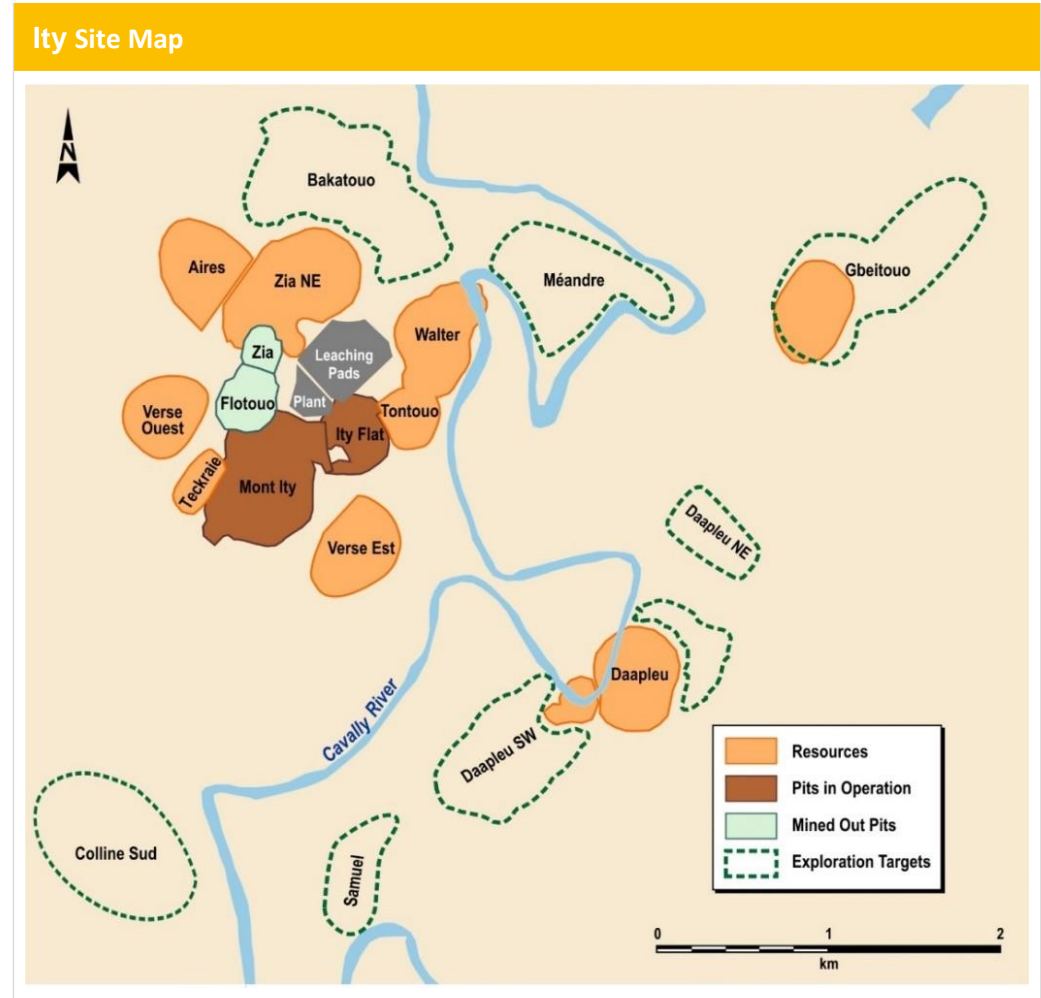 Ity Site Map
N
Bakatouo
Aires
Zia NE
Méandre
Gbeitouo
Walter
Zia
Leaching
Pads
Plant
Flotouo
Tontouo
Verse
Ouest
Ity Flat
Teckraie
Mont Ity
Verse Est
Daapleu NE
Daapleu
Cavally River
Daapleu SW
Colline Sud
Samuel
Resources
Pits in Operation
Mined Out Pits
Exploration Targets
0 1 2
km